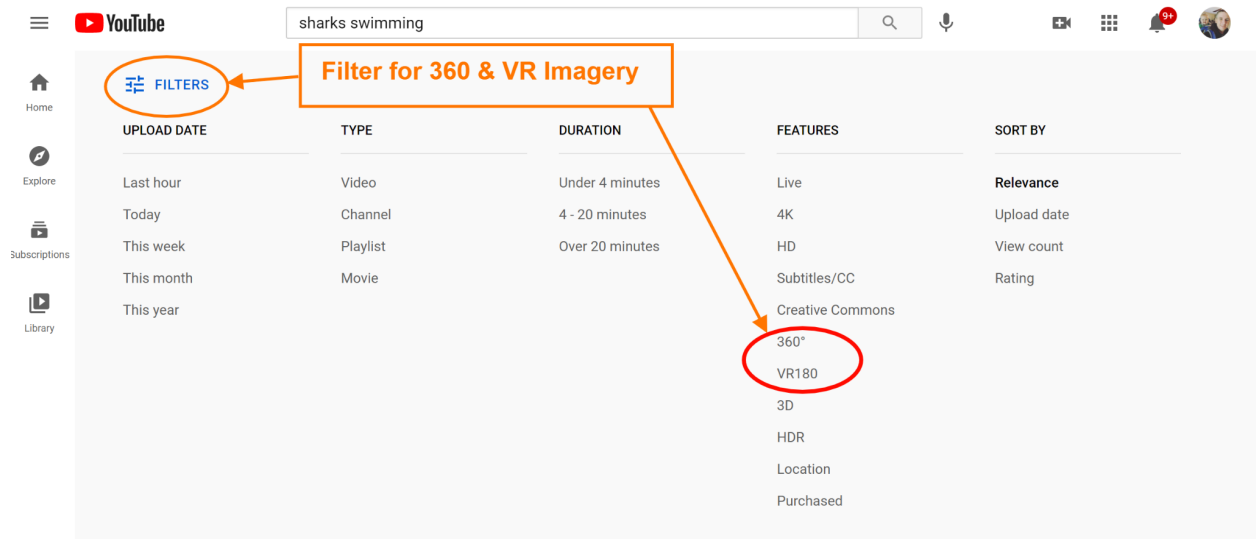 YouTube
sharks swimming
9+
Filter for 360 & VR Imagery
FILTERS
Home
Explore
Subscriptions
Library
UPLOAD DATE
Last hour
Today
This week
This month
This year
TYPE
Video
Channel
Playlist
Movie
DURATION
Under 4 minutes
4 - 20 minutes
Over 20 minutes
FEATURES
Live
4K
HD
Subtitles/CC
Creative Commons
360°
VR180
3D
HDR
Location
Purchased
SORT BY
Relevance
Upload date
View count
Rating